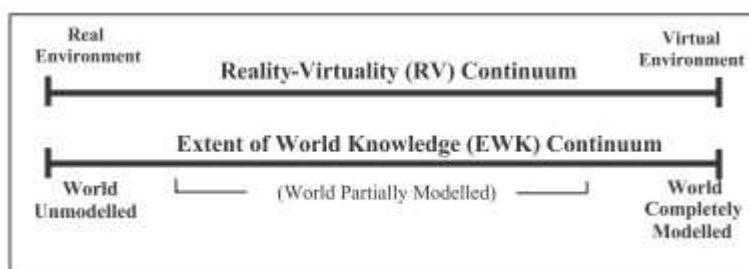 Real
Environment
Virtual
Environment
Reality-Virtuality (RV) Continuum
Extent of World Knowledge (EWK) Continuum
World
Unmodelled
(World Partially Modelled)
World
Completely
Modelled